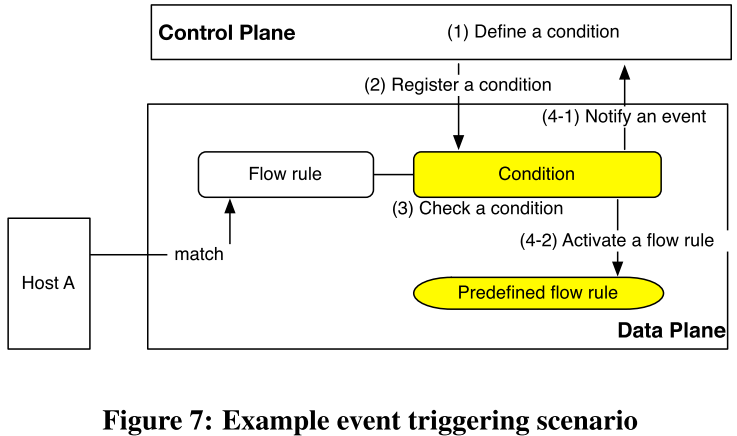 Control Plane
(1) Define a condition
(2) Register a condition
(4-1) Notify an event
Flow rule
Condition
(3) Check a condition
match
(4-2) Activate a flow rule
Host A
Predefined flow rule
Data Plane
Figure 7: Example event triggering scenario